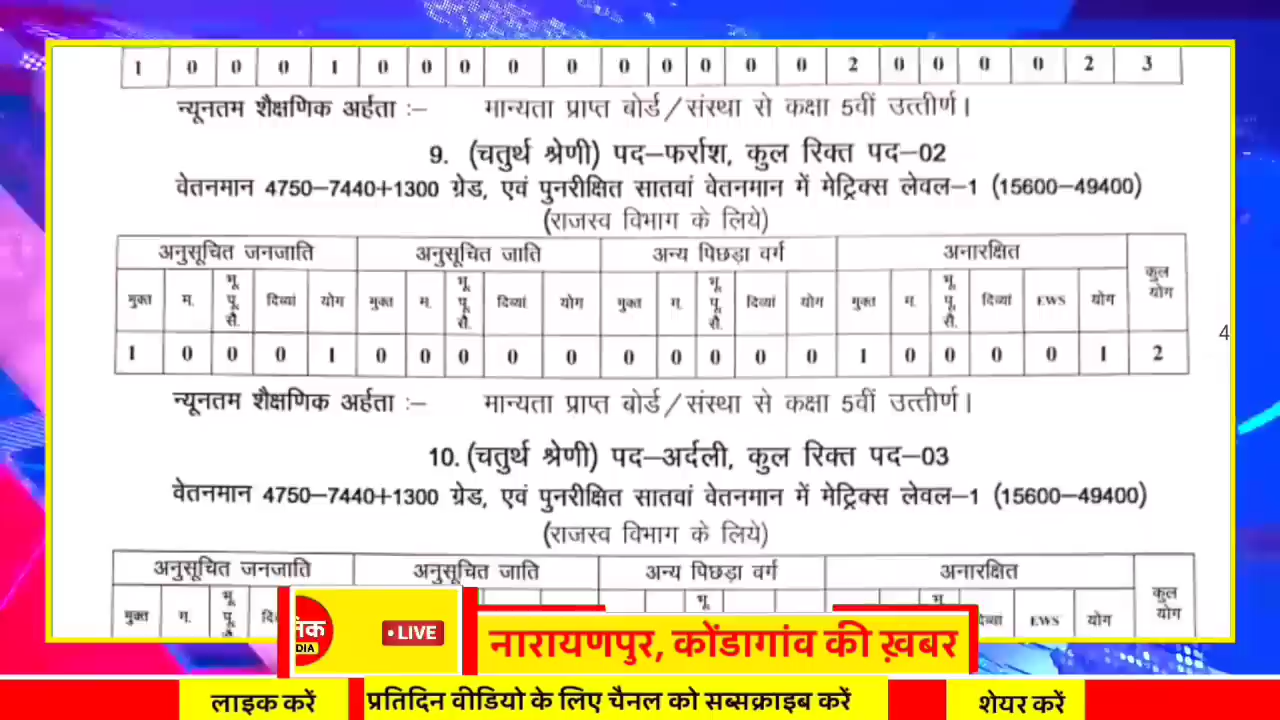 1 0 0 0 1 0 0 0 0 0 0 0 0 0 0 2 0 0 0 0 2 3
न्यूनतम शैक्षणिक अर्हता :– मान्यता प्राप्त बोर्ड/संस्था से कक्षा 5वीं उत्तीर्ण।
9. (चतुर्थ श्रेणी) पद–फर्राश, कुल रिक्त पद–02
वेतनमान 4750–7440+1300 ग्रेड, एवं पुनरीक्षित सातवां वेतनमान में मेट्रिक्स लेवल–1 (15600–49400)
(राजस्व विभाग के लिये)
अनुसूचित जनजाति अनुसूचित जाति अन्य पिछड़ा वर्ग अनारक्षित कुल योग
मुक्त म. भू.पू.सै. दिव्यां योग मुक्त म. भू.पू.सै. दिव्यां योग मुक्त म. भू.पू.सै. दिव्यां योग मुक्त म. भू.पू.सै. दिव्यां EWS योग
1 0 0 0 1 0 0 0 0 0 0 0 0 0 0 1 0 0 0 0 1 2
4
न्यूनतम शैक्षणिक अर्हता :– मान्यता प्राप्त बोर्ड/संस्था से कक्षा 5वीं उत्तीर्ण।
10. (चतुर्थ श्रेणी) पद–अर्दली, कुल रिक्त पद–03
वेतनमान 4750–7440+1300 ग्रेड, एवं पुनरीक्षित सातवां वेतनमान में मेट्रिक्स लेवल–1 (15600–49400)
(राजस्व विभाग के लिये)
अनुसूचित जनजाति अनुसूचित जाति अन्य पिछड़ा वर्ग अनारक्षित कुल योग
मुक्त म. EWS योग
LIVE
नारायणपुर, कोंडागांव की ख़बर
लाइक करें प्रतिदिन वीडियो के लिए चैनल को सब्सक्राइब करें शेयर करें